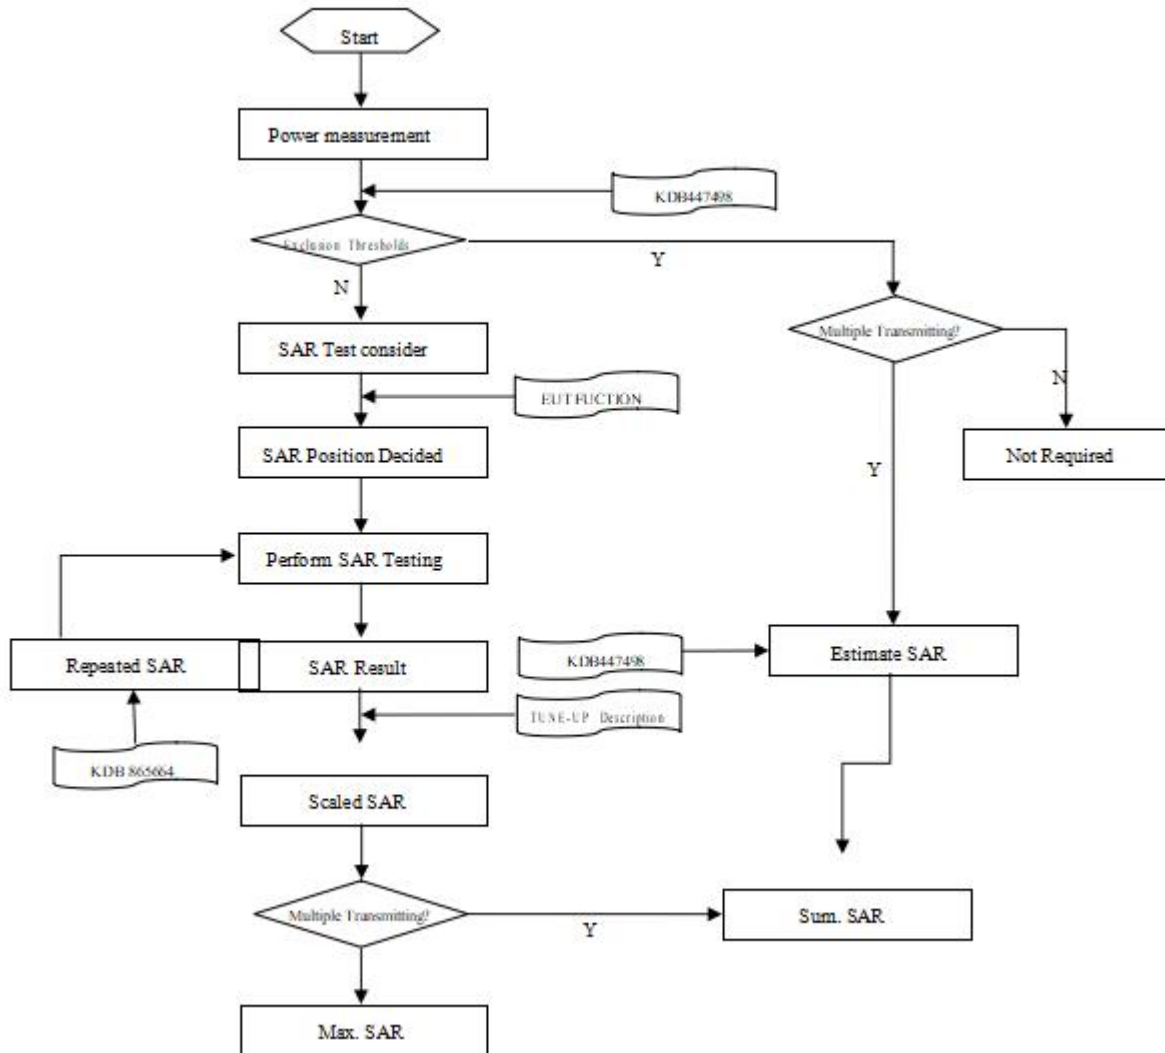 Start
Power measurement
KDB447498
Exclusion Thresholds
Y
N
Multiple Transmitting?
SAR Test consider
N
EUT FUCTION
SAR Position Decided
Not Required
Y
Perform SAR Testing
Repeated SAR
SAR Result
KDB447498
Estimate SAR
TUNE-UP Description
KDB 865664
Scaled SAR
Multiple Transmitting?
Y
Sum. SAR
Max. SAR